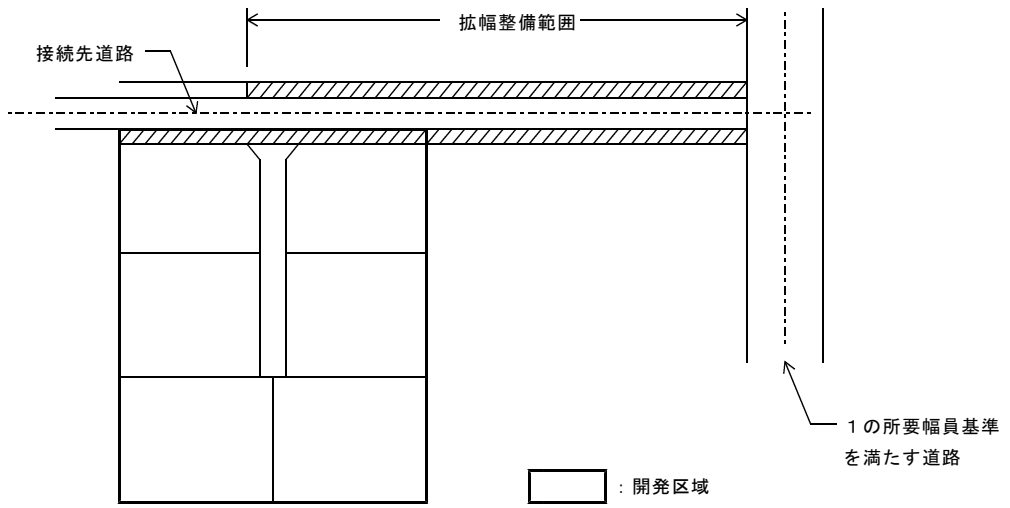 拡幅整備範囲
接続先道路
１の所要幅員基準
を満たす道路
：開発区域